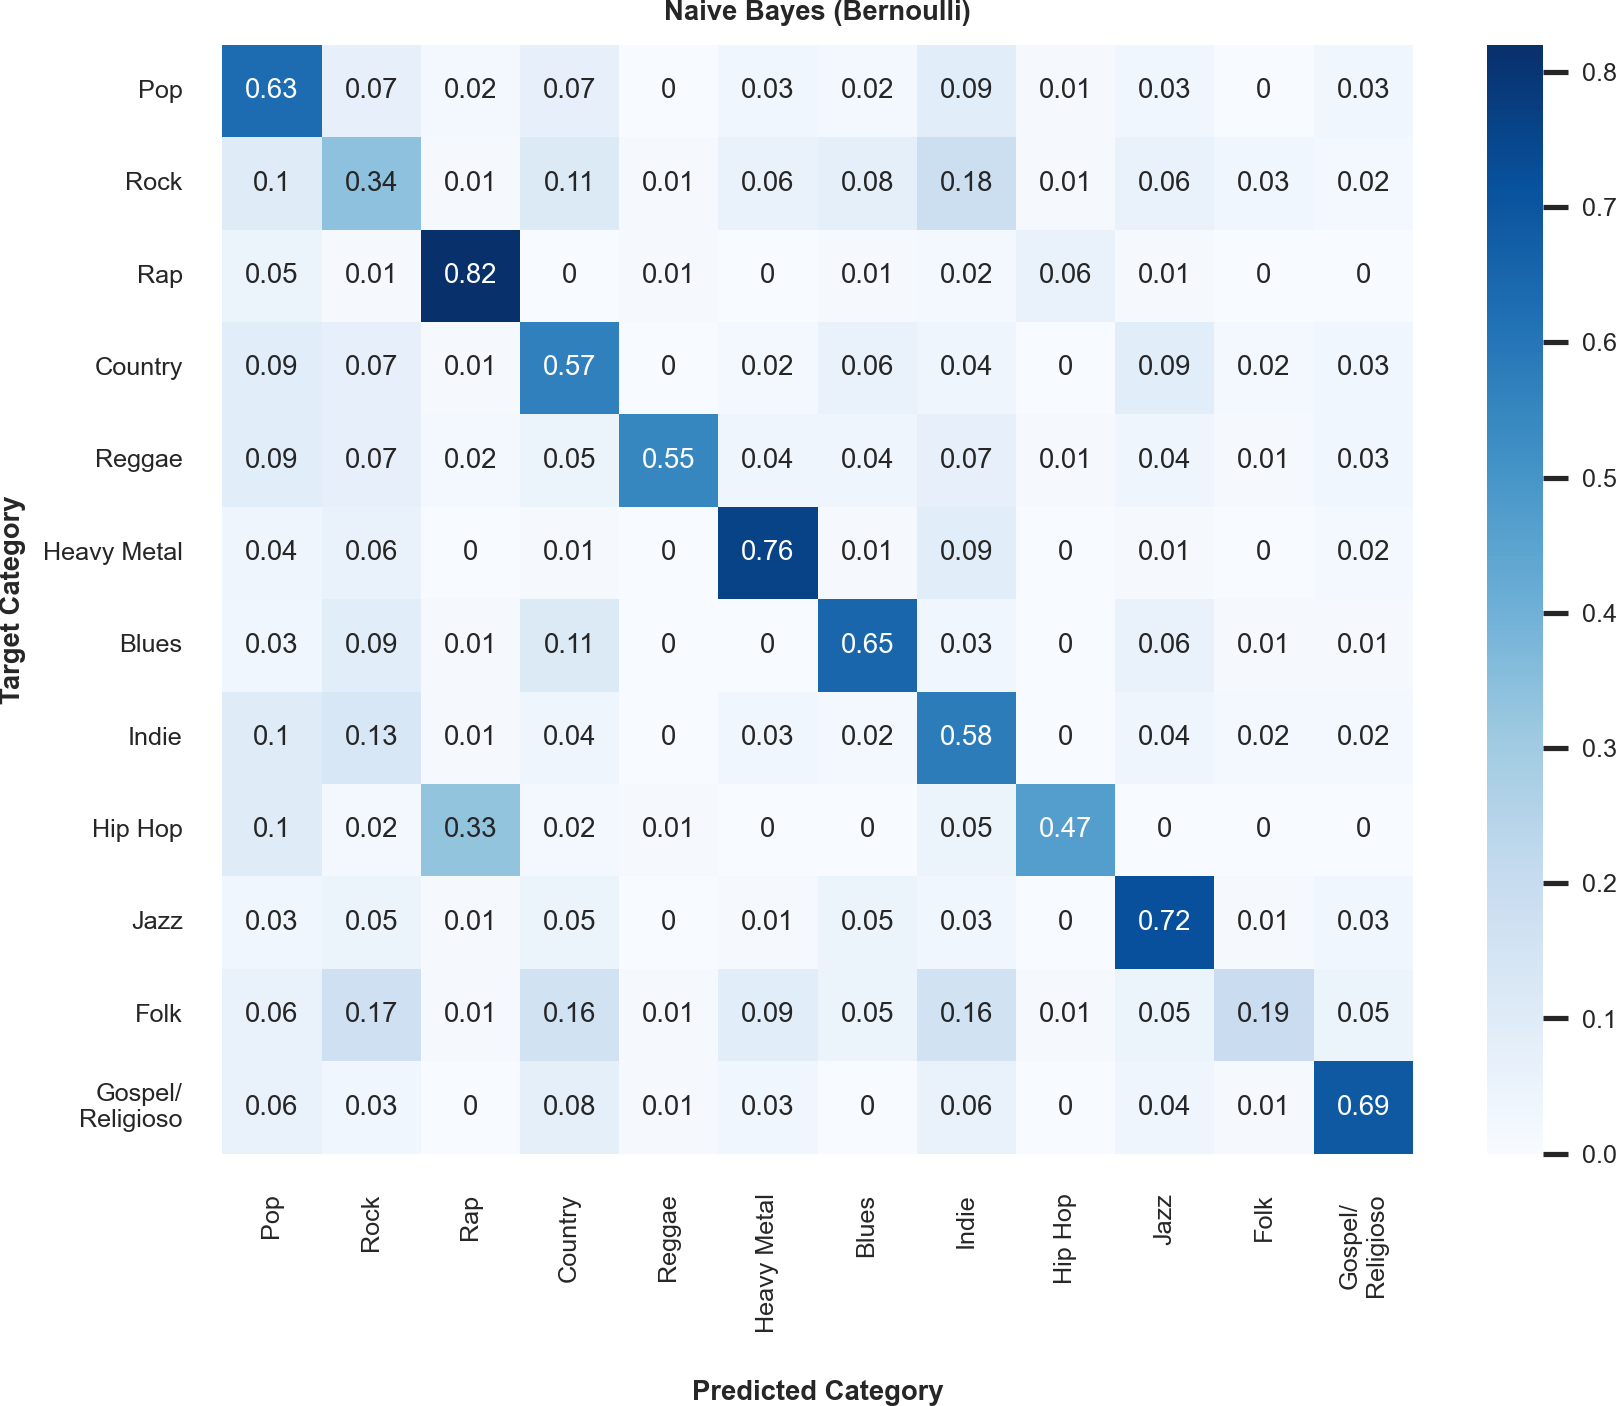 Naive Bayes (Bernoulli)
Pop 0.63 0.07 0.02 0.07 0 0.03 0.02 0.09 0.01 0.03 0 0.03
Rock 0.1 0.34 0.01 0.11 0.01 0.06 0.08 0.18 0.01 0.06 0.03 0.02
Rap 0.05 0.01 0.82 0 0.01 0 0.01 0.02 0.06 0.01 0 0
Country 0.09 0.07 0.01 0.57 0 0.02 0.06 0.04 0 0.09 0.02 0.03
Reggae 0.09 0.07 0.02 0.05 0.55 0.04 0.04 0.07 0.01 0.04 0.01 0.03
Heavy Metal 0.04 0.06 0 0.01 0 0.76 0.01 0.09 0 0.01 0 0.02
Blues 0.03 0.09 0.01 0.11 0 0 0.65 0.03 0 0.06 0.01 0.01
Indie 0.1 0.13 0.01 0.04 0 0.03 0.02 0.58 0 0.04 0.02 0.02
Hip Hop 0.1 0.02 0.33 0.02 0.01 0 0 0.05 0.47 0 0 0
Jazz 0.03 0.05 0.01 0.05 0 0.01 0.05 0.03 0 0.72 0.01 0.03
Folk 0.06 0.17 0.01 0.16 0.01 0.09 0.05 0.16 0.01 0.05 0.19 0.05
Gospel/
Religioso 0.06 0.03 0 0.08 0.01 0.03 0 0.06 0 0.04 0.01 0.69
Target Category
Pop
Rock
Rap
Country
Reggae
Heavy Metal
Blues
Indie
Hip Hop
Jazz
Folk
Gospel/
Religioso
Predicted Category
0.8
0.7
0.6
0.5
0.4
0.3
0.2
0.1
0.0